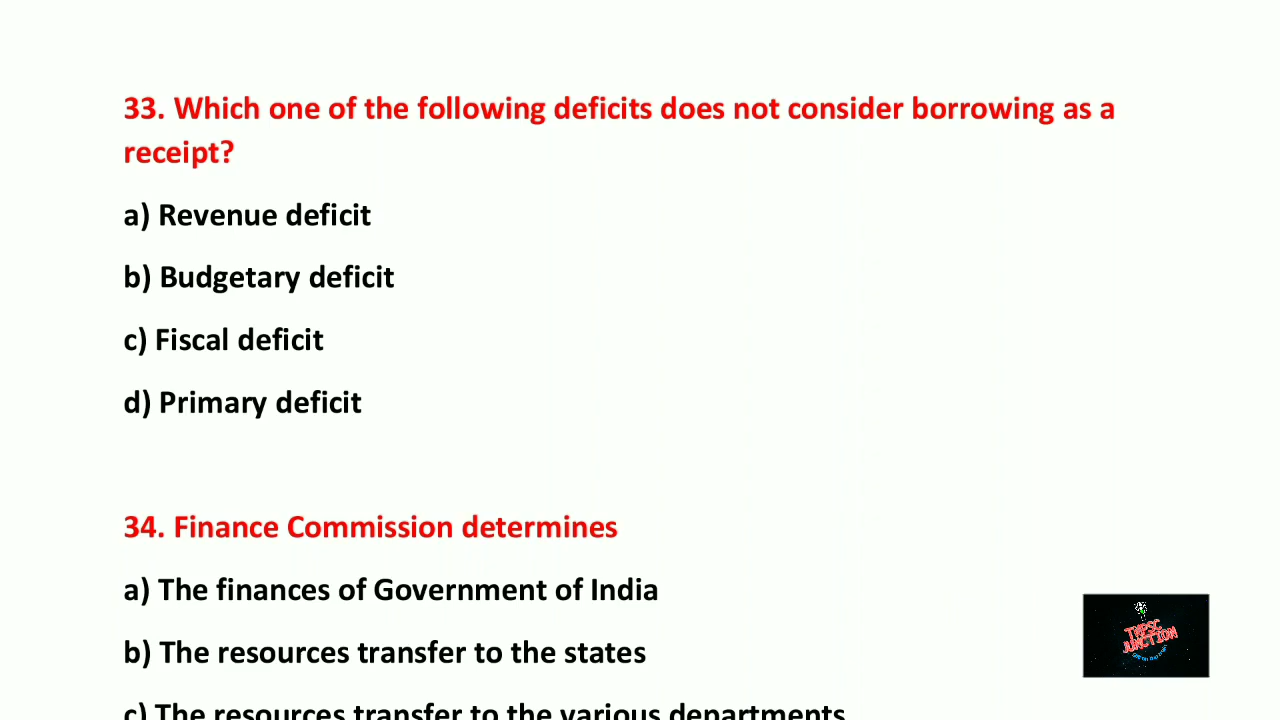 33. Which one of the following deficits does not consider borrowing as a
receipt?
a) Revenue deficit
b) Budgetary deficit
c) Fiscal deficit
d) Primary deficit
34. Finance Commission determines
a) The finances of Government of India
b) The resources transfer to the states
c) The resources transfer to the various departments
TNPSC
JUNCTION